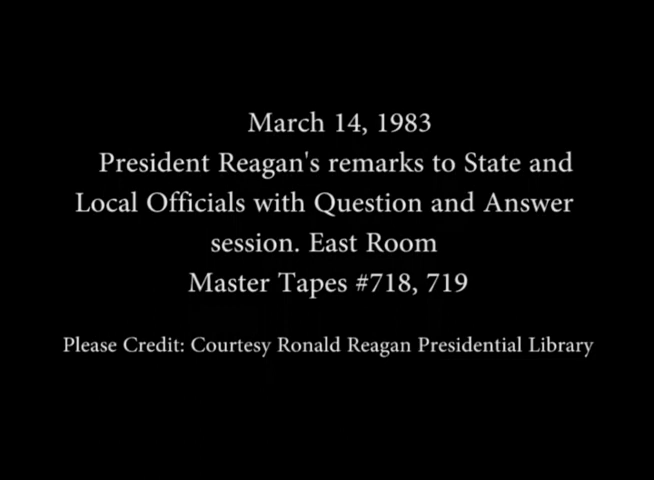 March 14, 1983
President Reagan's remarks to State and
Local Officials with Question and Answer
session. East Room
Master Tapes #718, 719
Please Credit: Courtesy Ronald Reagan Presidential Library